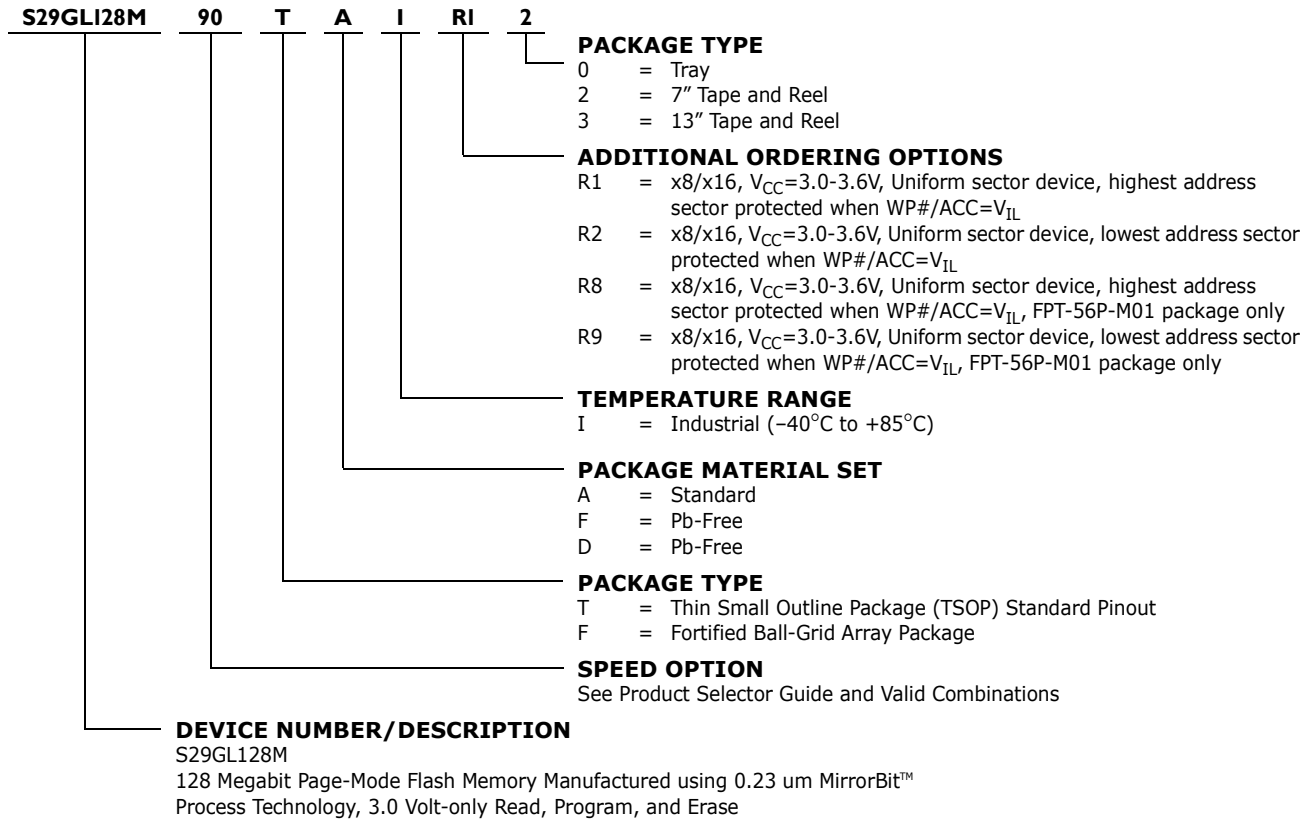 S29GL128M 90 T A I R1 2
PACKAGE TYPE
0 = Tray
2 = 7” Tape and Reel
3 = 13” Tape and Reel
ADDITIONAL ORDERING OPTIONS
R1 = x8/x16, VCC=3.0-3.6V, Uniform sector device, highest address
sector protected when WP#/ACC=VIL
R2 = x8/x16, VCC=3.0-3.6V, Uniform sector device, lowest address sector
protected when WP#/ACC=VIL
R8 = x8/x16, VCC=3.0-3.6V, Uniform sector device, highest address
sector protected when WP#/ACC=VIL, FPT-56P-M01 package only
R9 = x8/x16, VCC=3.0-3.6V, Uniform sector device, lowest address sector
protected when WP#/ACC=VIL, FPT-56P-M01 package only
TEMPERATURE RANGE
I = Industrial (–40°C to +85°C)
PACKAGE MATERIAL SET
A = Standard
F = Pb-Free
D = Pb-Free
PACKAGE TYPE
T = Thin Small Outline Package (TSOP) Standard Pinout
F = Fortified Ball-Grid Array Package
SPEED OPTION
See Product Selector Guide and Valid Combinations
DEVICE NUMBER/DESCRIPTION
S29GL128M
128 Megabit Page-Mode Flash Memory Manufactured using 0.23 um MirrorBit™
Process Technology, 3.0 Volt-only Read, Program, and Erase